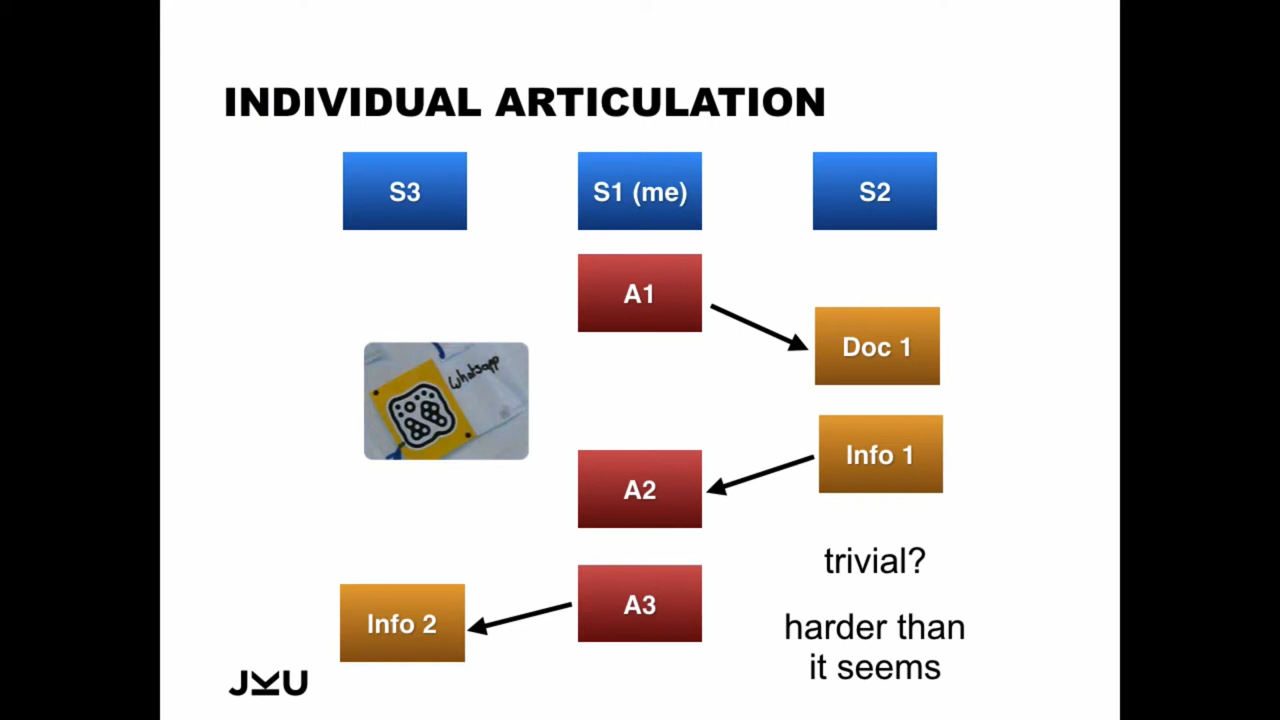 INDIVIDUAL ARTICULATION
S3
S1 (me)
S2
A1
Doc 1
whatsapp
Info 1
A2
trivial?
A3
Info 2
harder than
it seems
JKU